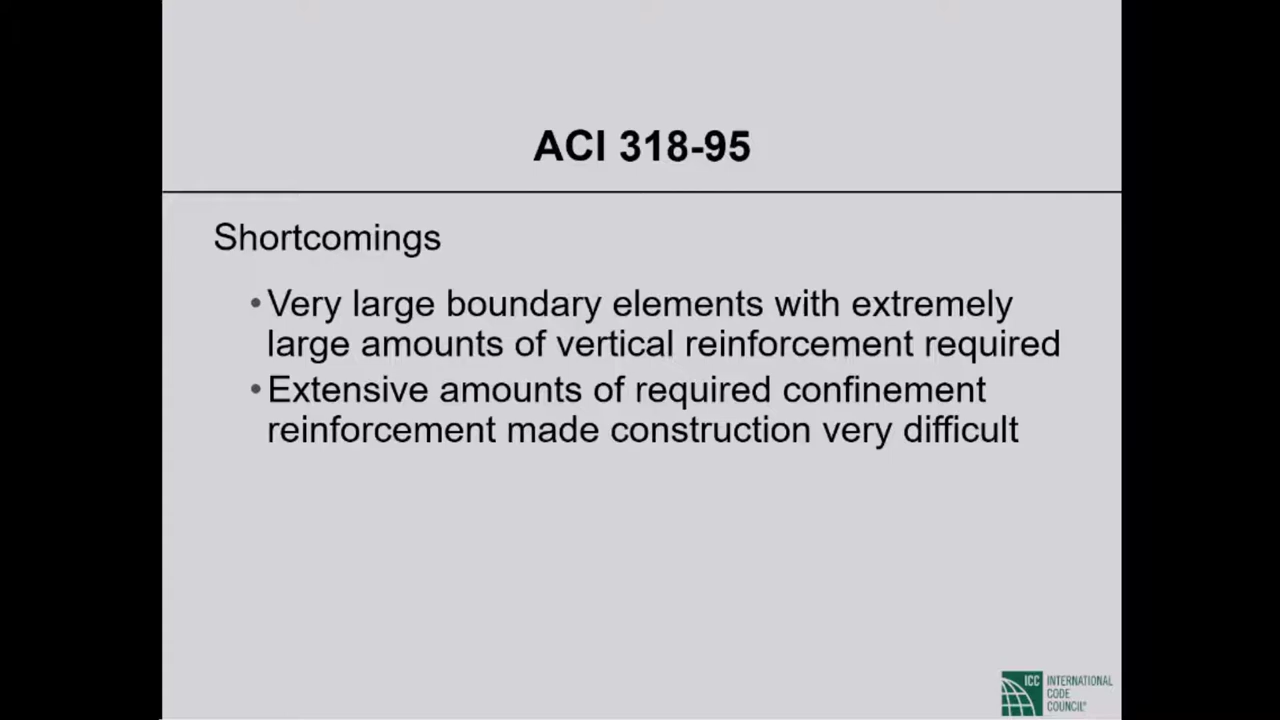 ACI 318-95
Shortcomings
•Very large boundary elements with extremely
large amounts of vertical reinforcement required
•Extensive amounts of required confinement
reinforcement made construction very difficult
ICC
INTERNATIONAL
CODE
COUNCIL®